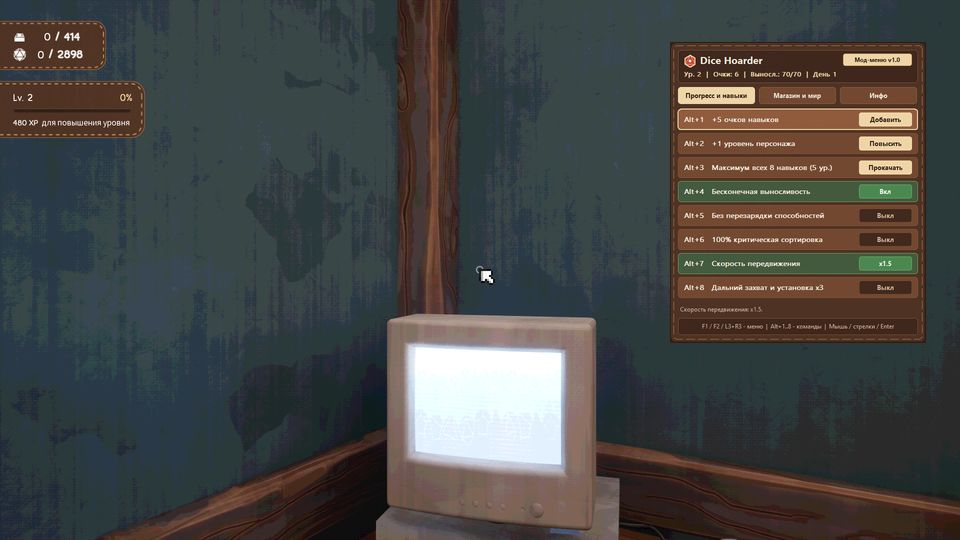 0 / 414
0 / 2898
Lv. 2 0%
480 XP для повышения уровня
Dice Hoarder
Мод-меню v1.0
Ур. 2 | Очки: 6 | Вынosл.: 70/70 | День 1
Прогресс и навыки Магазин и мир Инфо
Alt+1 +5 очков навыков Добавить
Alt+2 +1 уровень персонажа Повысить
Alt+3 Максимум всех 8 навыков (5 ур.) Прокачать
Alt+4 Бесконечная выносливость Вкл
Alt+5 Без перезарядки способностей Выкл
Alt+6 100% критическая сортировка Выкл
Alt+7 Скорость передвижения x1.5
Alt+8 Дальний захват и установка x3 Выкл
Скорость передвижения: x1.5.
F1 / F2 / L3+R3 - меню | Alt+1..8 - команды | Мышь / стрелки / Enter